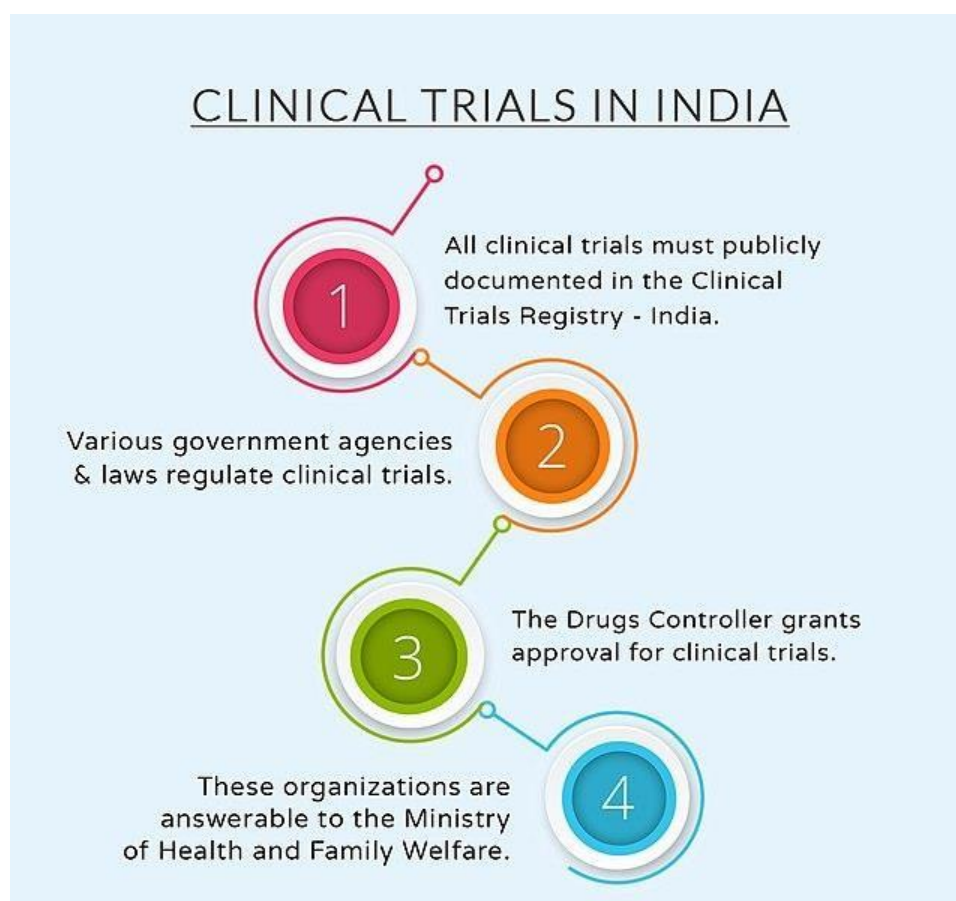 CLINICAL TRIALS IN INDIA
1
All clinical trials must publicly
documented in the Clinical
Trials Registry - India.
2
Various government agencies
& laws regulate clinical trials.
3
The Drugs Controller grants
approval for clinical trials.
4
These organizations are
answerable to the Ministry
of Health and Family Welfare.